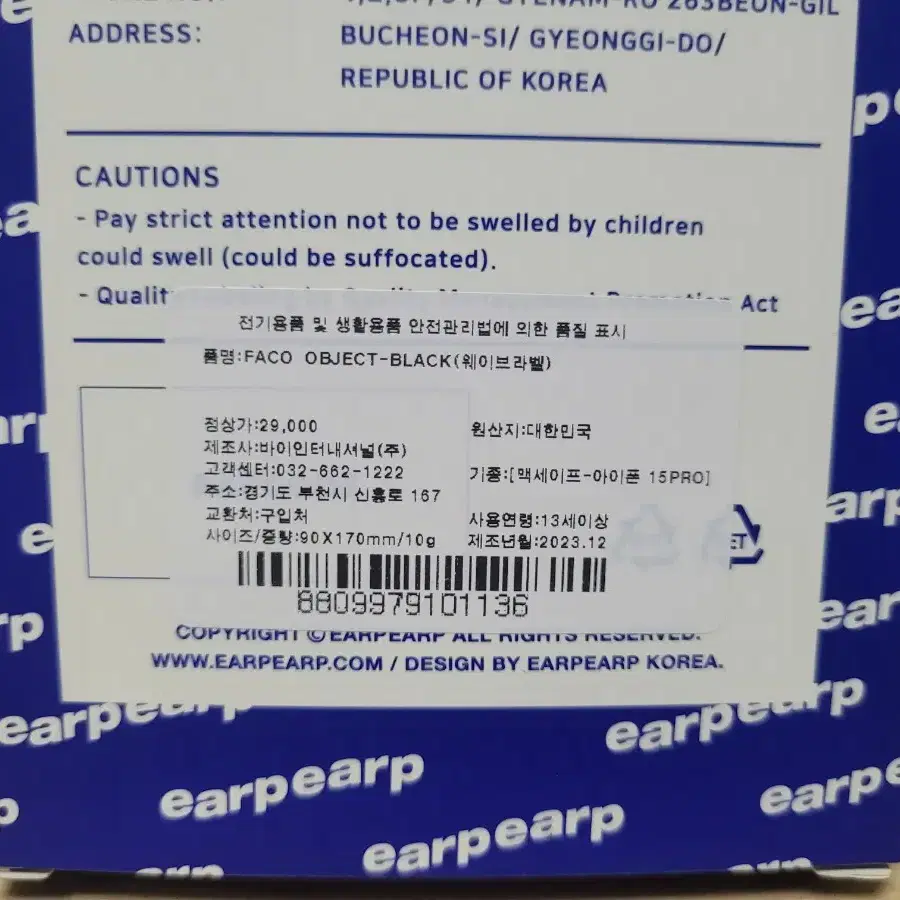 263BEON-GIL
ADDRESS:
BUCHEON-SI/ GYEONGGI-DO/
REPUBLIC OF KOREA
CAUTIONS
- Pay strict attention not to be swelled by children
could swell (could be suffocated).
- Quality Act
전기용품 및 생활용품 안전관리법에 의한 품질 표시
품명:FACO OBJECT-BLACK(웨이브라벨)
정상가:29,000
원산지:대한민국
제조사:바이인터내셔널(주)
고객센터:032-662-1222
기종:[맥세이프-아이폰 15PRO]
주소:경기도 부천시 신흥로 167
교환처:구입처
사용연령:13세이상
사이즈/중량:90X170mm/10g
제조년월:2023.12
8809979101136
COPYRIGHT © EARPEARP ALL RIGHTS RESERVED.
WWW.EARPEARP.COM / DESIGN BY EARPEARP KOREA.
earpearp
earpearp
earpearp
earpearp